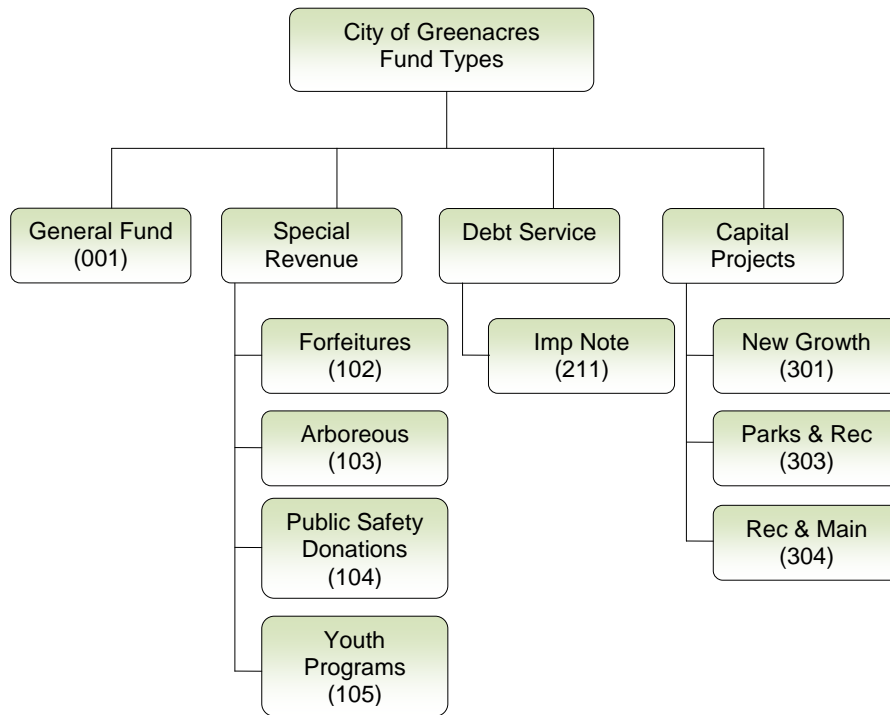 City of Greenacres
Fund Types
General Fund
(001)
Special
Revenue
Debt Service
Capital
Projects
Forfeitures
(102)
Arboreous
(103)
Public Safety
Donations
(104)
Youth
Programs
(105)
Imp Note
(211)
New Growth
(301)
Parks & Rec
(303)
Rec & Main
(304)